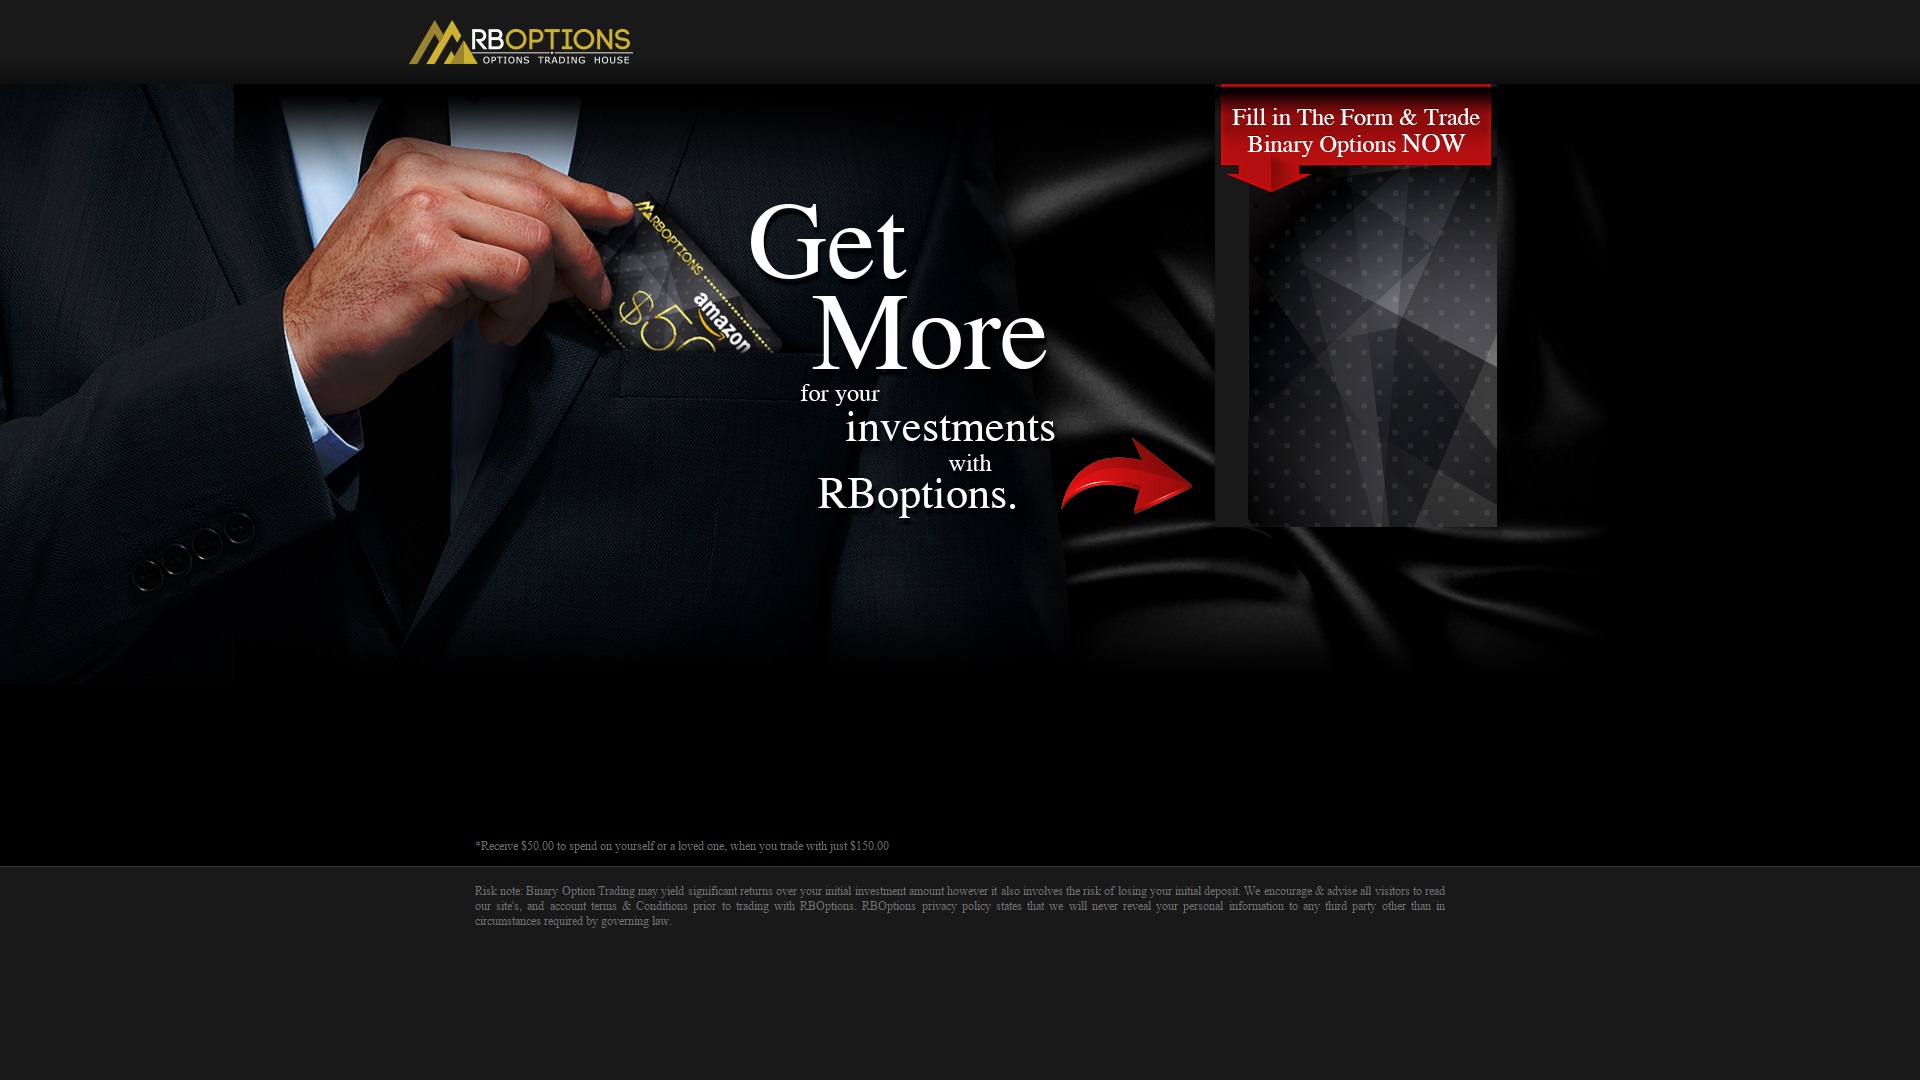 RBOPTIONS
OPTIONS TRADING HOUSE
Fill in The Form & Trade
Binary Options NOW
RBOPTIONS
amazon
Get
More
for your
investments
with
RBoptions.
*Receive $50.00 to spend on yourself or a loved one, when you trade with just $150.00
Risk note: Binary Option Trading may yield significant returns over your initial investment amount however it also involves the risk of losing your initial deposit. We encourage & advise all visitors to read
our site's, and account terms & Conditions prior to trading with RBOptions. RBOptions privacy policy states that we will never reveal your personal information to any third party other than in
circumstances required by governing law.